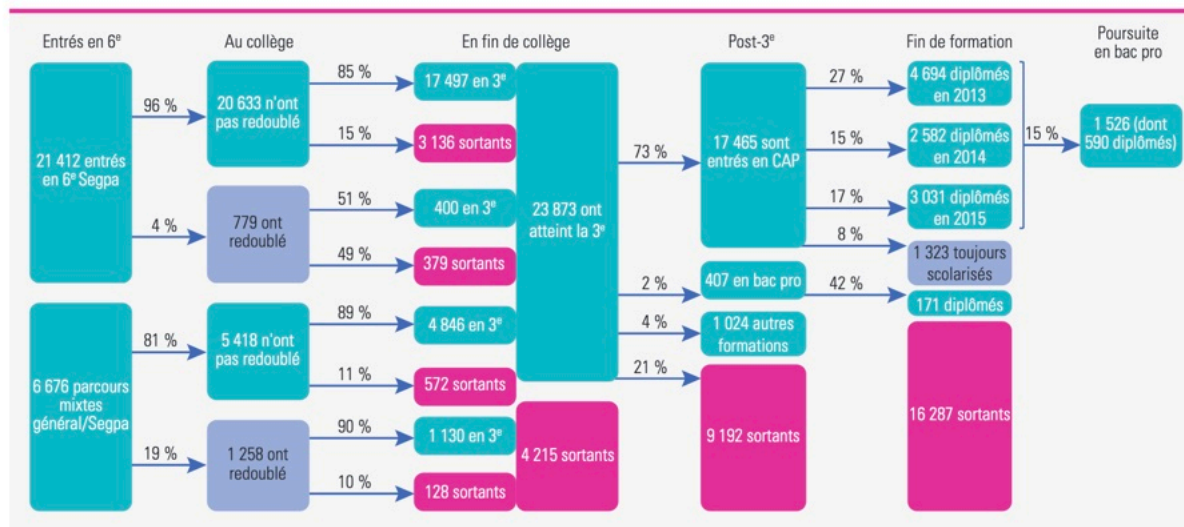 Entrés en 6e
Au collège
En fin de collège
Post-3e
Fin de formation
Poursuite
en bac pro
21 412 entrés
en 6e Segpa
96 %
4 %
20 633 n'ont
pas redoublé
779 ont
redoublé
85 %
15 %
51 %
49 %
17 497 en 3e
3 136 sortants
400 en 3e
379 sortants
6 676 parcours
mixtes
général/Segpa
81 %
19 %
5 418 n'ont
pas redoublé
1 258 ont
redoublé
89 %
11 %
90 %
10 %
4 846 en 3e
572 sortants
1 130 en 3e
128 sortants
23 873 ont
atteint la 3e
4 215 sortants
73 %
2 %
4 %
21 %
17 465 sont
entrés en CAP
407 en bac pro
1 024 autres
formations
9 192 sortants
27 %
15 %
17 %
8 %
42 %
4 694 diplômés
en 2013
2 582 diplômés
en 2014
3 031 diplômés
en 2015
1 323 toujours
scolarisés
171 diplômés
16 287 sortants
15 %
1 526 (dont
590 diplômés)